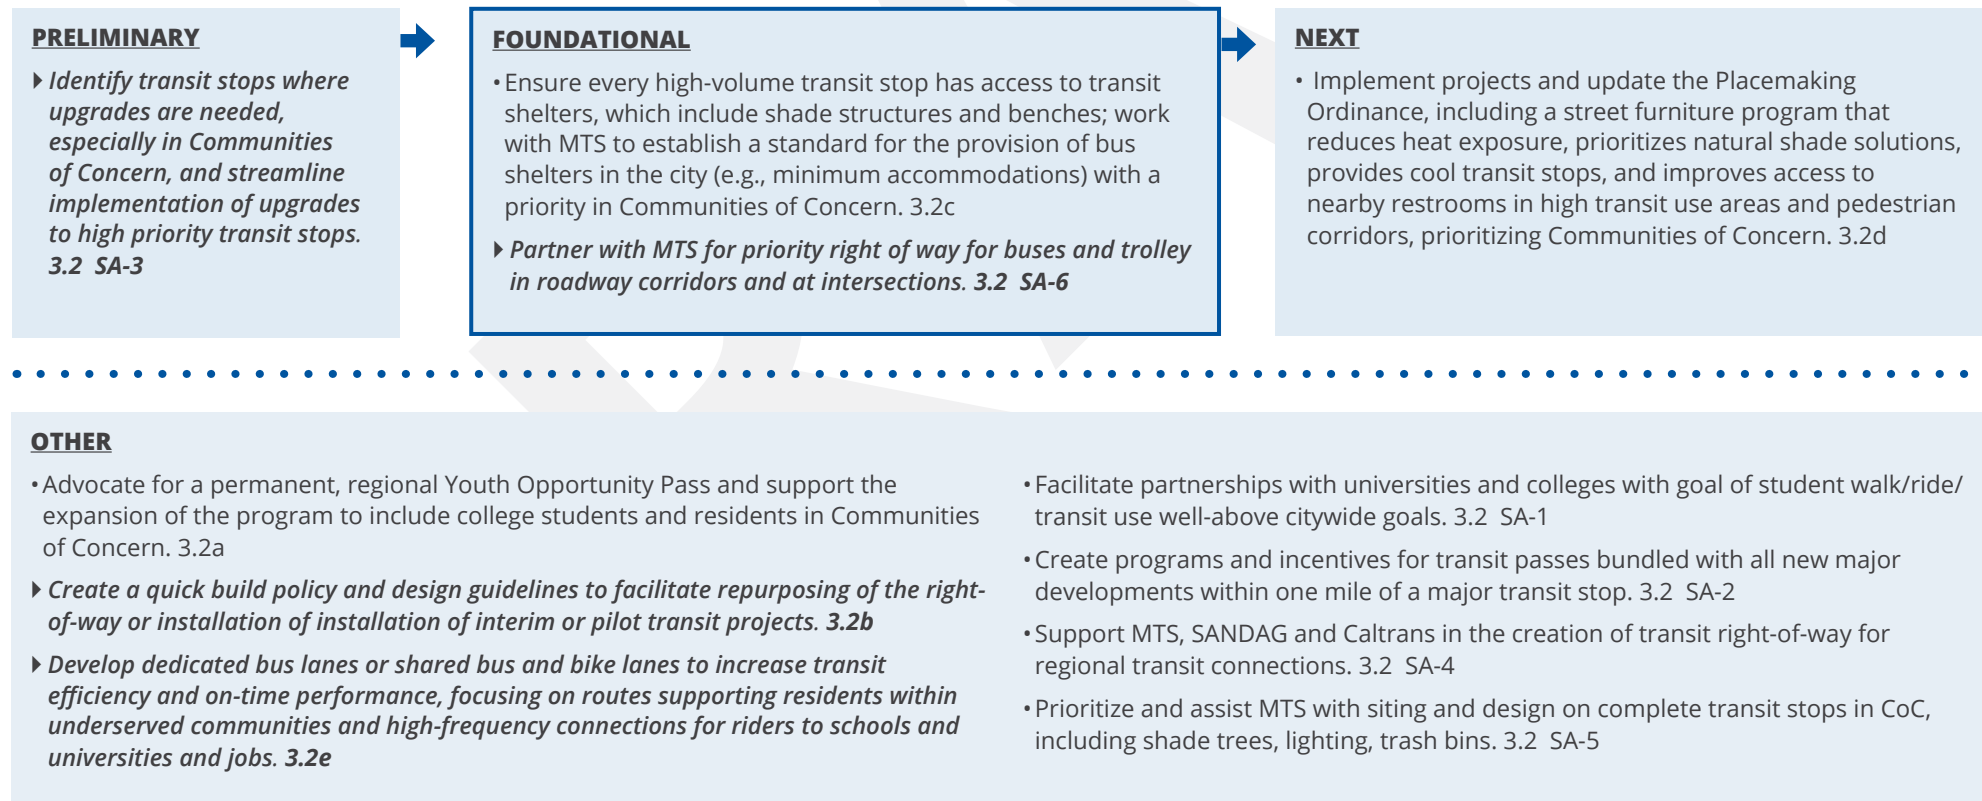 PRELIMINARY
Identify transit stops where
upgrades are needed,
especially in Communities
of Concern, and streamline
implementation of upgrades
to high priority transit stops.
3.2 SA-3
FOUNDATIONAL
• Ensure every high-volume transit stop has access to transit
shelters, which include shade structures and benches; work
with MTS to establish a standard for the provision of bus
shelters in the city (e.g., minimum accommodations) with a
priority in Communities of Concern. 3.2c
Partner with MTS for priority right of way for buses and trolley
in roadway corridors and at intersections. 3.2 SA-6
NEXT
• Implement projects and update the Placemaking
Ordinance, including a street furniture program that
reduces heat exposure, prioritizes natural shade solutions,
provides cool transit stops, and improves access to
nearby restrooms in high transit use areas and pedestrian
corridors, prioritizing Communities of Concern. 3.2d
OTHER
• Advocate for a permanent, regional Youth Opportunity Pass and support the
expansion of the program to include college students and residents in Communities
of Concern. 3.2a
Create a quick build policy and design guidelines to facilitate repurposing of the right-
of-way or installation of installation of interim or pilot transit projects. 3.2b
Develop dedicated bus lanes or shared bus and bike lanes to increase transit
efficiency and on-time performance, focusing on routes supporting residents within
underserved communities and high-frequency connections for riders to schools and
universities and jobs. 3.2e
• Facilitate partnerships with universities and colleges with goal of student walk/ride/
transit use well-above citywide goals. 3.2 SA-1
• Create programs and incentives for transit passes bundled with all new major
developments within one mile of a major transit stop. 3.2 SA-2
• Support MTS, SANDAG and Caltrans in the creation of transit right-of-way for
regional transit connections. 3.2 SA-4
• Prioritize and assist MTS with siting and design on complete transit stops in CoC,
including shade trees, lighting, trash bins. 3.2 SA-5